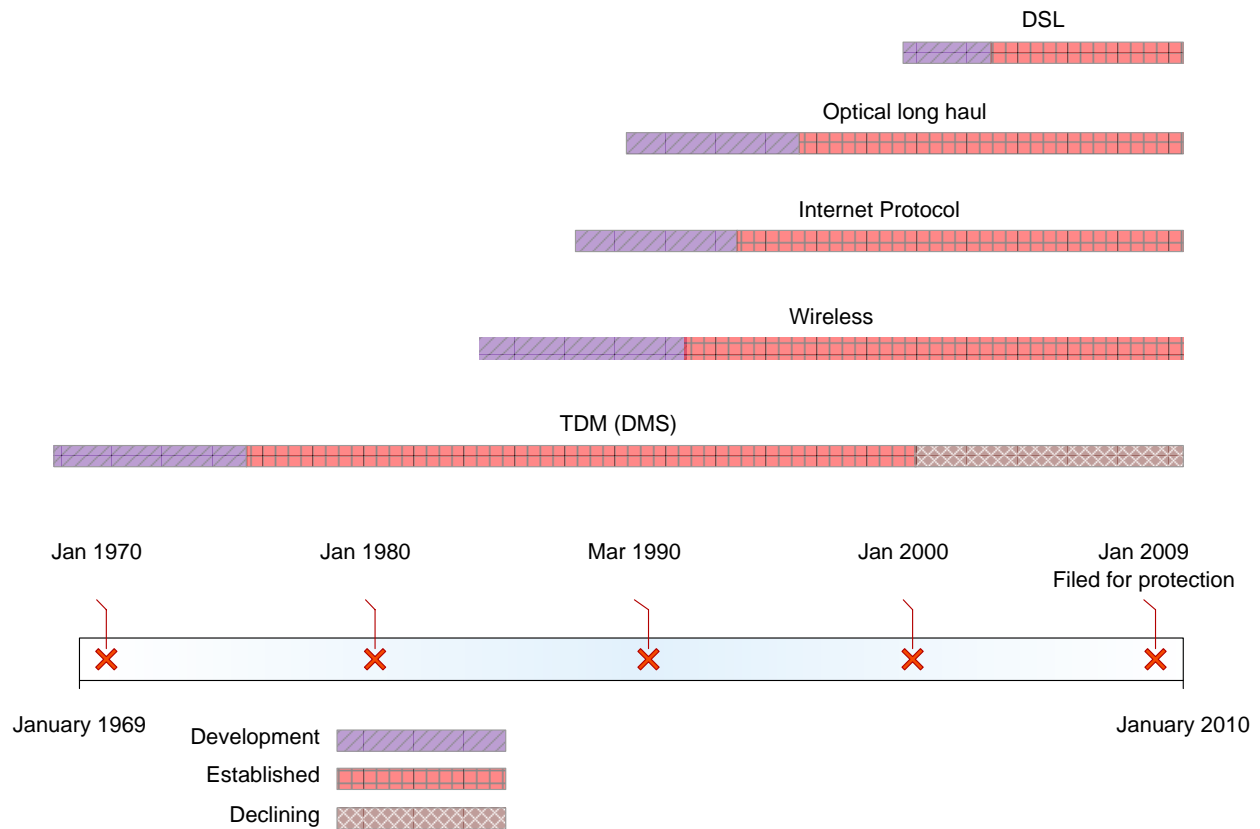 DSL
Optical long haul
Internet Protocol
Wireless
TDM (DMS)
Jan 1970
Jan 1980
Mar 1990
Jan 2000
Jan 2009
Filed for protection
January 1969
January 2010
Development
Established
Declining